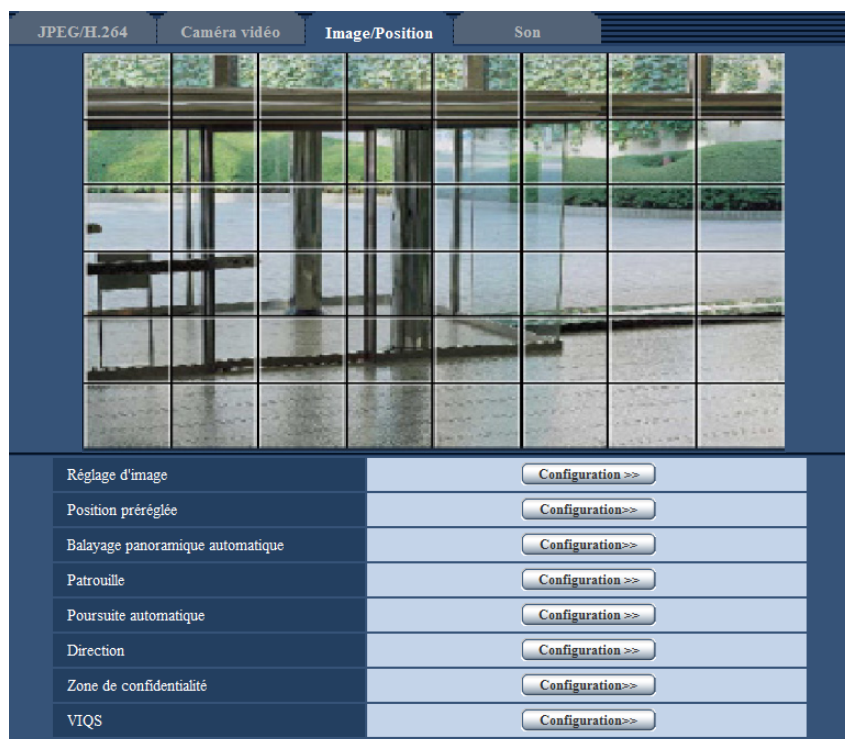 JPEG/H.264 Caméra vidéo Image/Position Son
Réglage d'image Configuration >>
Position préréglée Configuration>>
Balayage panoramique automatique Configuration>>
Patrouille Configuration >>
Poursuite automatique Configuration >>
Direction Configuration >>
Zone de confidentialité Configuration>>
VIQS Configuration>>